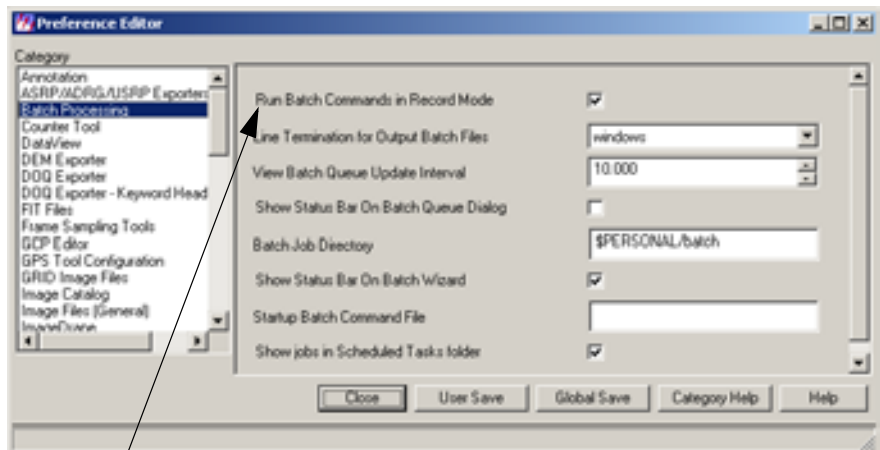 Preference Editor
Category
Annotation
ASRP/ADRG/USRP Exporters
Batch Processing
Counter Tool
DataView
DEM Exporter
DOQ Exporter
DOQ Exporter - Keyword Head
FIT Files
Frame Sampling Tools
GCP Editor
GPS Tool Configuration
GRID Image Files
Image Catalog
Image Files (General)
Run Batch Commands in Record Mode
Line Termination for Output Batch Files
windows
View Batch Queue Update Interval
10.000
Show Status Bar On Batch Queue Dialog
Batch Job Directory
$PERSONAL/batch
Show Status Bar On Batch Wizard
Startup Batch Command File
Show jobs in Scheduled Tasks folder
Close
User Save
Global Save
Category Help
Help